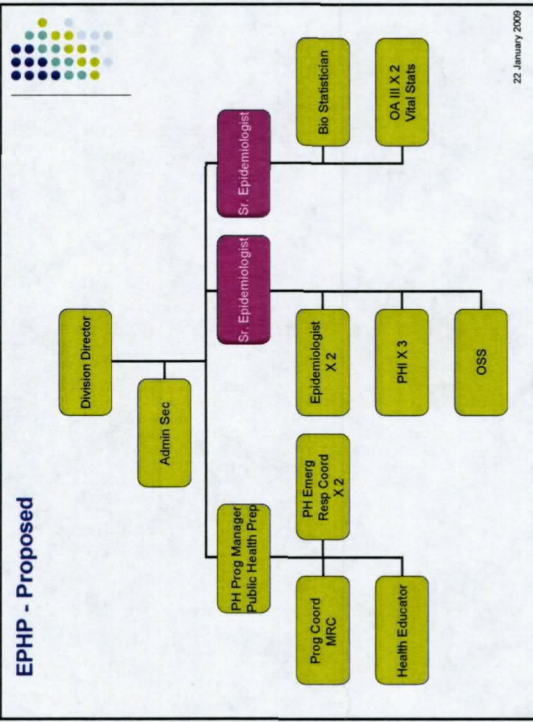 EPHP - Proposed
Division Director
Admin Sec
PH Prog Manager
Public Health Prep
Sr. Epidemiologist
Sr. Epidemiologist
Prog Coord
MRC
PH Emerg
Resp Coord
X 2
Health Educator
Epidemiologist
X 2
PHI X 3
OSS
Bio Statistician
OA III X 2
Vital Stats
22 January 2009